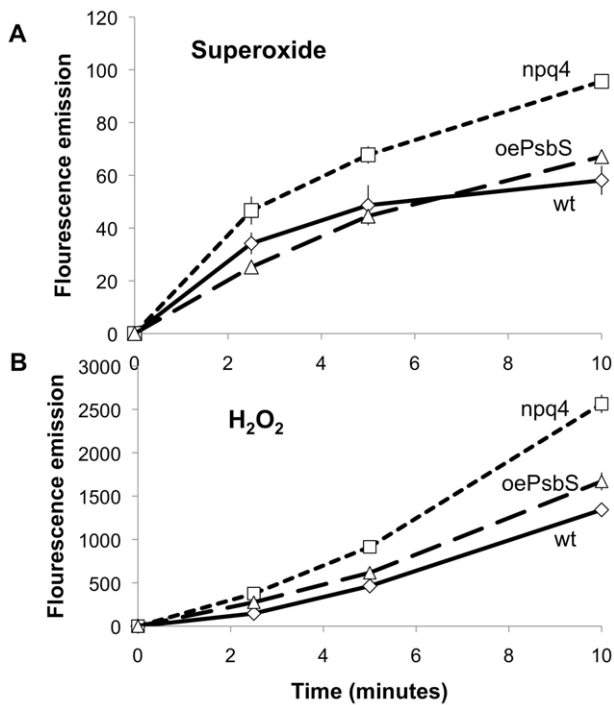 A
Superoxide
Flourescence emission
120
100
80
60
40
20
0
npq4
oePsbS
wt
0 2 4 6 8 10
B
H₂O₂
Flourescence emission
3000
2500
2000
1500
1000
500
0
npq4
oePsbS
wt
0 2 4 6 8 10
Time (minutes)